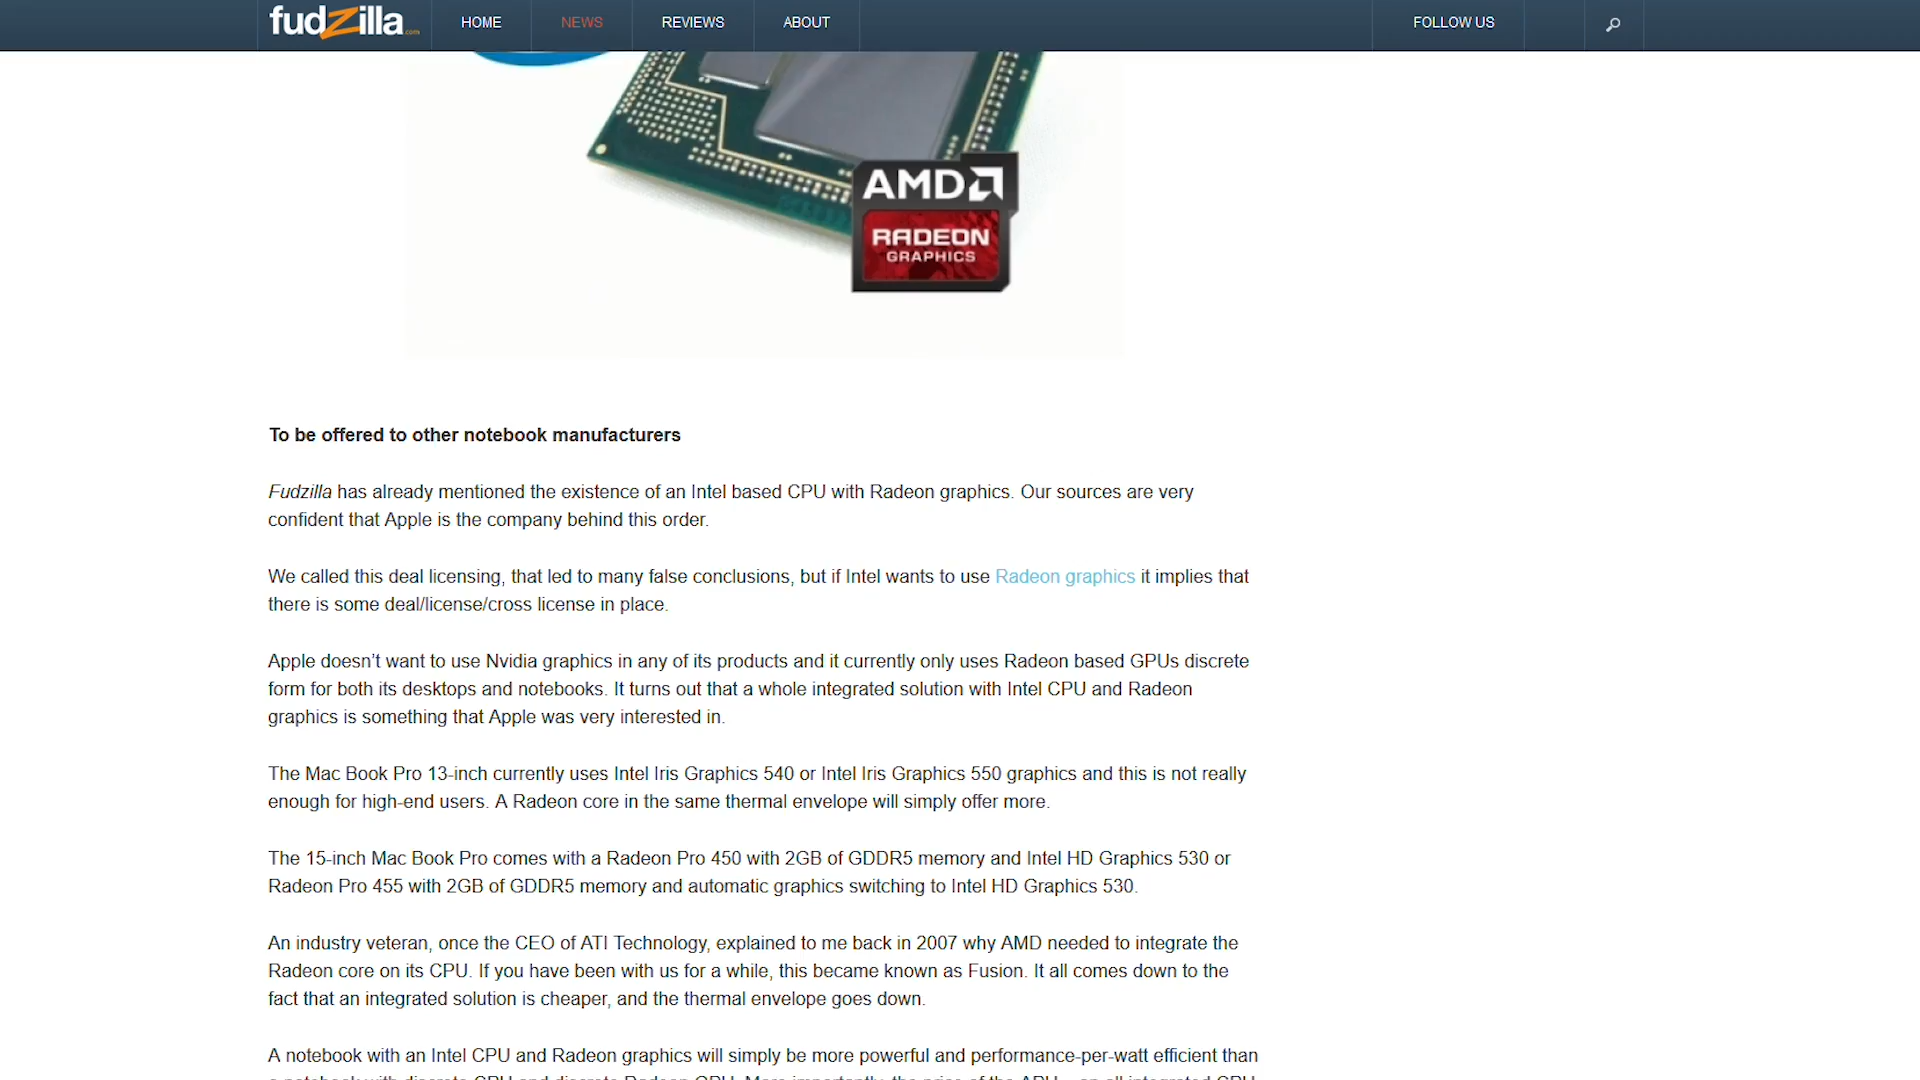 fudzilla.com HOME NEWS REVIEWS ABOUT FOLLOW US
AMD
RADEON
GRAPHICS
To be offered to other notebook manufacturers
Fudzilla has already mentioned the existence of an Intel based CPU with Radeon graphics. Our sources are very
confident that Apple is the company behind this order.
We called this deal licensing, that led to many false conclusions, but if Intel wants to use Radeon graphics it implies that
there is some deal/license/cross license in place.
Apple doesn’t want to use Nvidia graphics in any of its products and it currently only uses Radeon based GPUs discrete
form for both its desktops and notebooks. It turns out that a whole integrated solution with Intel CPU and Radeon
graphics is something that Apple was very interested in.
The Mac Book Pro 13-inch currently uses Intel Iris Graphics 540 or Intel Iris Graphics 550 graphics and this is not really
enough for high-end users. A Radeon core in the same thermal envelope will simply offer more.
The 15-inch Mac Book Pro comes with a Radeon Pro 450 with 2GB of GDDR5 memory and Intel HD Graphics 530 or
Radeon Pro 455 with 2GB of GDDR5 memory and automatic graphics switching to Intel HD Graphics 530.
An industry veteran, once the CEO of ATI Technology, explained to me back in 2007 why AMD needed to integrate the
Radeon core on its CPU. If you have been with us for a while, this became known as Fusion. It all comes down to the
fact that an integrated solution is cheaper, and the thermal envelope goes down.
A notebook with an Intel CPU and Radeon graphics will simply be more powerful and performance-per-watt efficient than